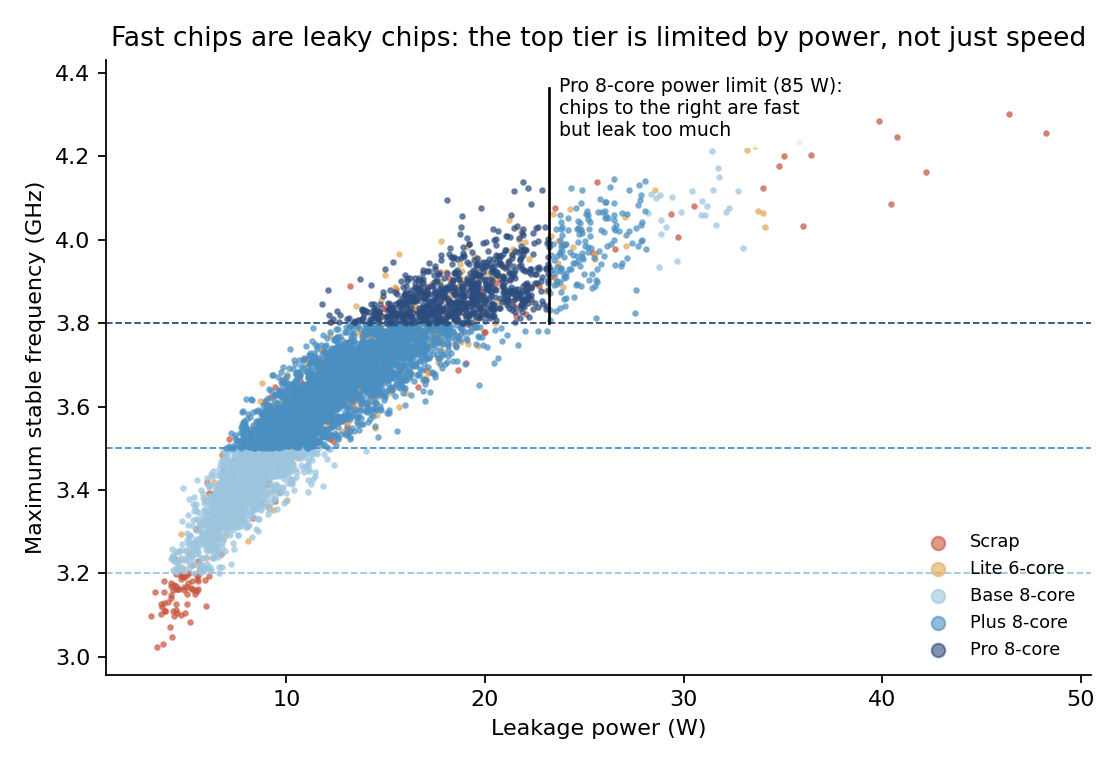 Fast chips are leaky chips: the top tier is limited by power, not just speed
Pro 8-core power limit (85 W):
chips to the right are fast
but leak too much
Maximum stable frequency (GHz)
4.4
4.2
4.0
3.8
3.6
3.4
3.2
3.0
Scrap
Lite 6-core
Base 8-core
Plus 8-core
Pro 8-core
10
20
30
40
50
Leakage power (W)